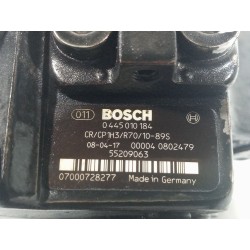 011 BOSCH
0 445 010 184
CR/CP1H3/R70/10-89S
08-04-17 00004 0802479
55209063
07000728277 Made in Germany